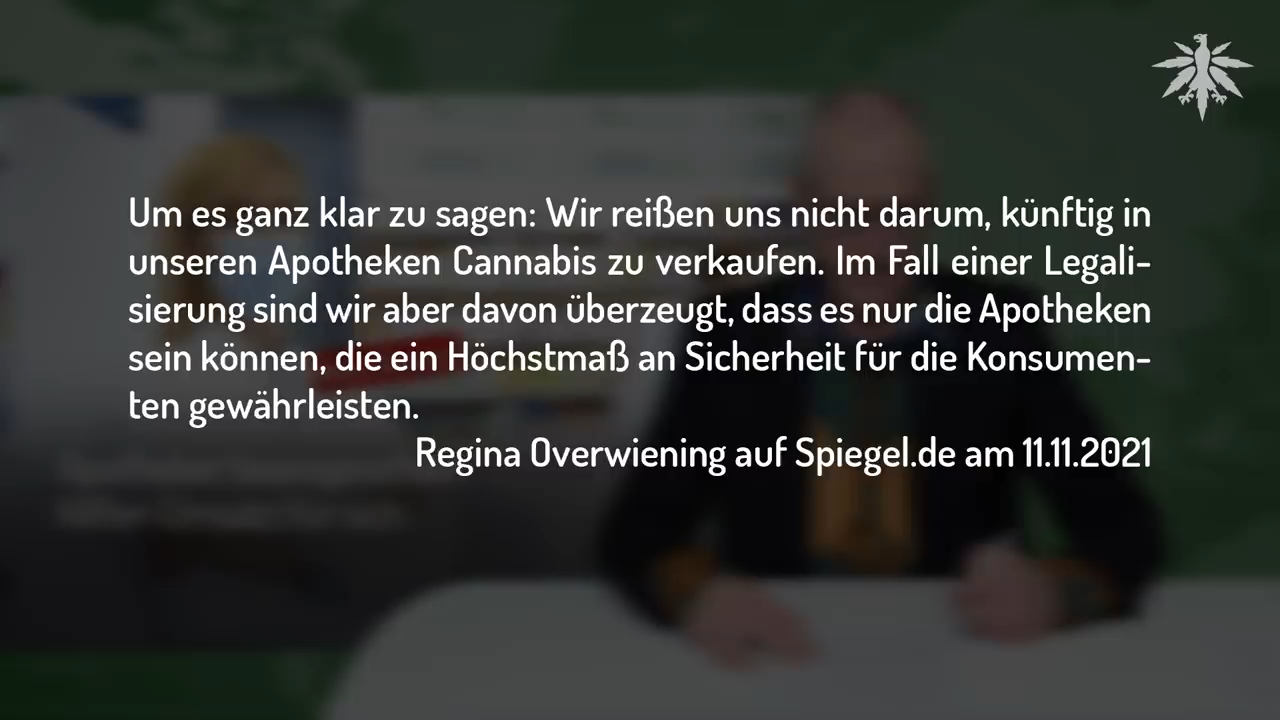 Um es ganz klar zu sagen: Wir reißen uns nicht darum, künftig in
unseren Apotheken Cannabis zu verkaufen. Im Fall einer Legali-
sierung sind wir aber davon überzeugt, dass es nur die Apotheken
sein können, die ein Höchstmaß an Sicherheit für die Konsumen-
ten gewährleisten.
Regina Overwiening auf Spiegel.de am 11.11.2021